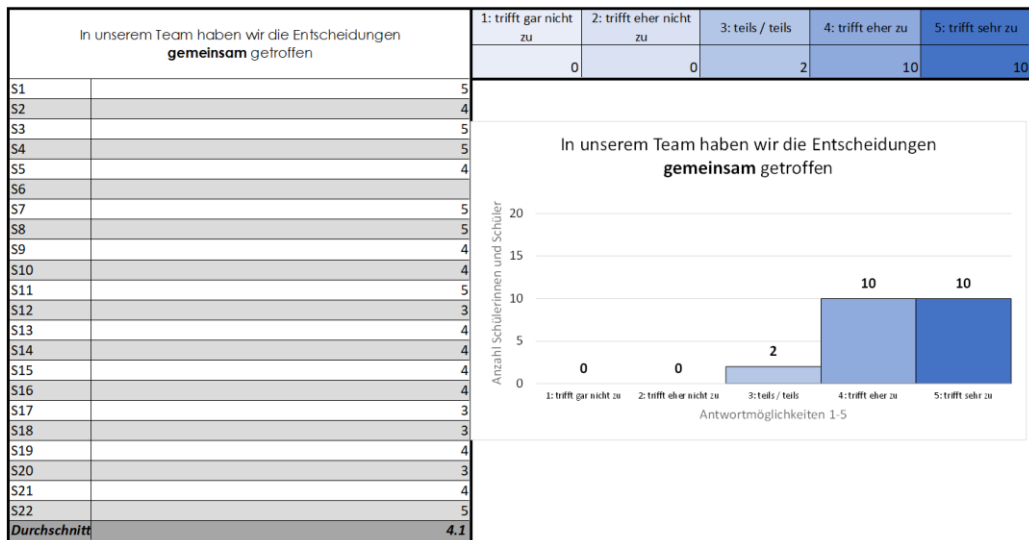 In unserem Team haben wir die Entscheidungen
gemeinsam getroffen
S1 5
S2 4
S3 5
S4 5
S5 4
S6
S7 5
S8 5
S9 4
S10 4
S11 5
S12 3
S13 4
S14 4
S15 4
S16 4
S17 3
S18 3
S19 4
S20 3
S21 4
S22 5
Durchschnitt 4.1
1: trifft gar nicht zu
2: trifft eher nicht zu
3: teils / teils
4: trifft eher zu
5: trifft sehr zu
0 0 2 10 10
In unserem Team haben wir die Entscheidungen
gemeinsam getroffen
Anzahl Schülerinnen und Schüler
20
15
10
5
0
0 0 2 10 10
1: trifft gar nicht zu 2: trifft eher nicht zu 3: teils / teils 4: trifft eher zu 5: trifft sehr zu
Antwortmöglichkeiten 1-5